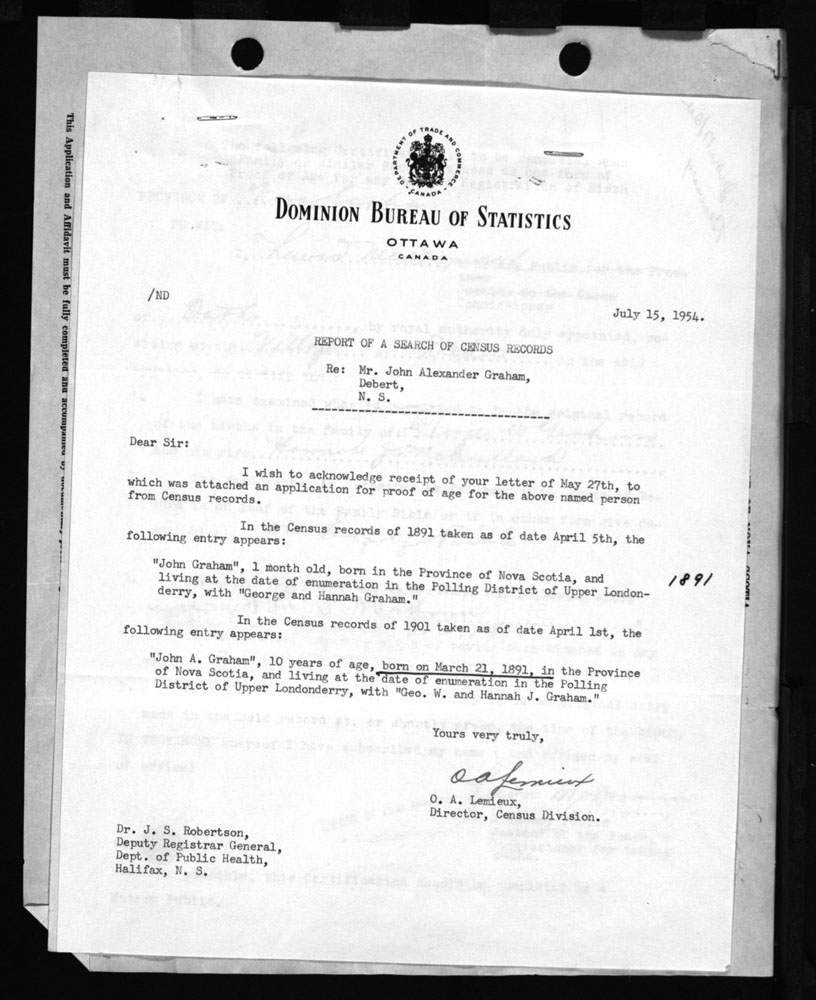 This Application and Affidavit must be fully completed and accompanied by
DEPARTMENT OF TRADE AND COMMERCE
CANADA
DOMINION BUREAU OF STATISTICS
OTTAWA
CANADA
/ND
July 15, 1954.
REPORT OF A SEARCH OF CENSUS RECORDS
Re: Mr. John Alexander Graham,
Debert,
N. S.
Dear Sir:
I wish to acknowledge receipt of your letter of May 27th, to
which was attached an application for proof of age for the above named person
from Census records.
In the Census records of 1891 taken as of date April 5th, the
following entry appears:
"John Graham", 1 month old, born in the Province of Nova Scotia, and
living at the date of enumeration in the Polling District of Upper London-
derry, with "George and Hannah Graham."
1891
In the Census records of 1901 taken as of date April 1st, the
following entry appears:
"John A. Graham", 10 years of age, born on March 21, 1891, in the Province
of Nova Scotia, and living at the date of enumeration in the Polling
District of Upper Londonderry, with "Geo. W. and Hannah J. Graham."
Yours very truly,
O A Lemieux
O. A. Lemieux,
Director, Census Division.
Dr. J. S. Robertson,
Deputy Registrar General,
Dept. of Public Health,
Halifax, N. S.